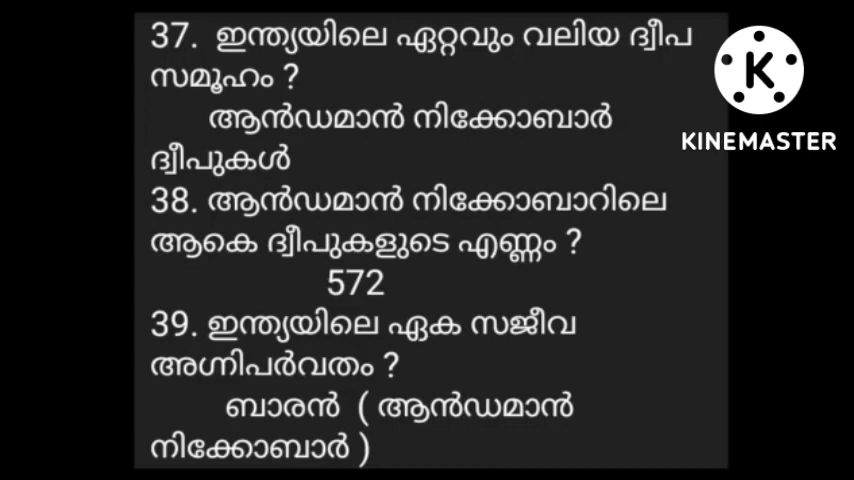 37. ഇന്ത്യയിലെ ഏറ്റവും വലിയ ദ്വീപ
സമൂഹം ?
ആൻഡമാൻ നിക്കോബാർ
ദ്വീപുകൾ
38. ആൻഡമാൻ നിക്കോബാറിലെ
ആകെ ദ്വീപുകളുടെ എണ്ണം ?
572
39. ഇന്ത്യയിലെ ഏക സജീവ
അഗ്നിപർവതം ?
ബാരൻ ( ആൻഡമാൻ
നിക്കോബാർ )
K
KINEMASTER